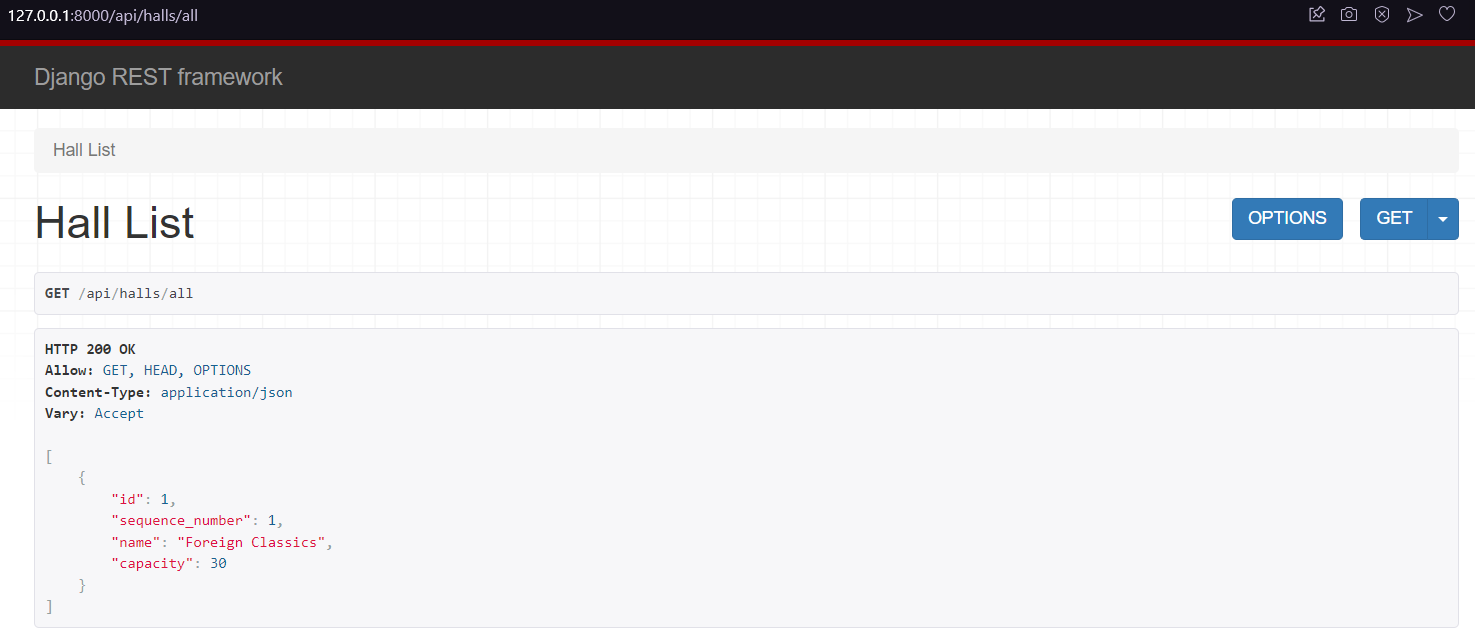 127.0.0.1:8000/api/halls/all
Django REST framework
Hall List
Hall List
OPTIONS
GET
GET /api/halls/all
HTTP 200 OK
Allow: GET, HEAD, OPTIONS
Content-Type: application/json
Vary: Accept
[
    {
        "id": 1,
        "sequence_number": 1,
        "name": "Foreign Classics",
        "capacity": 30
    }
]